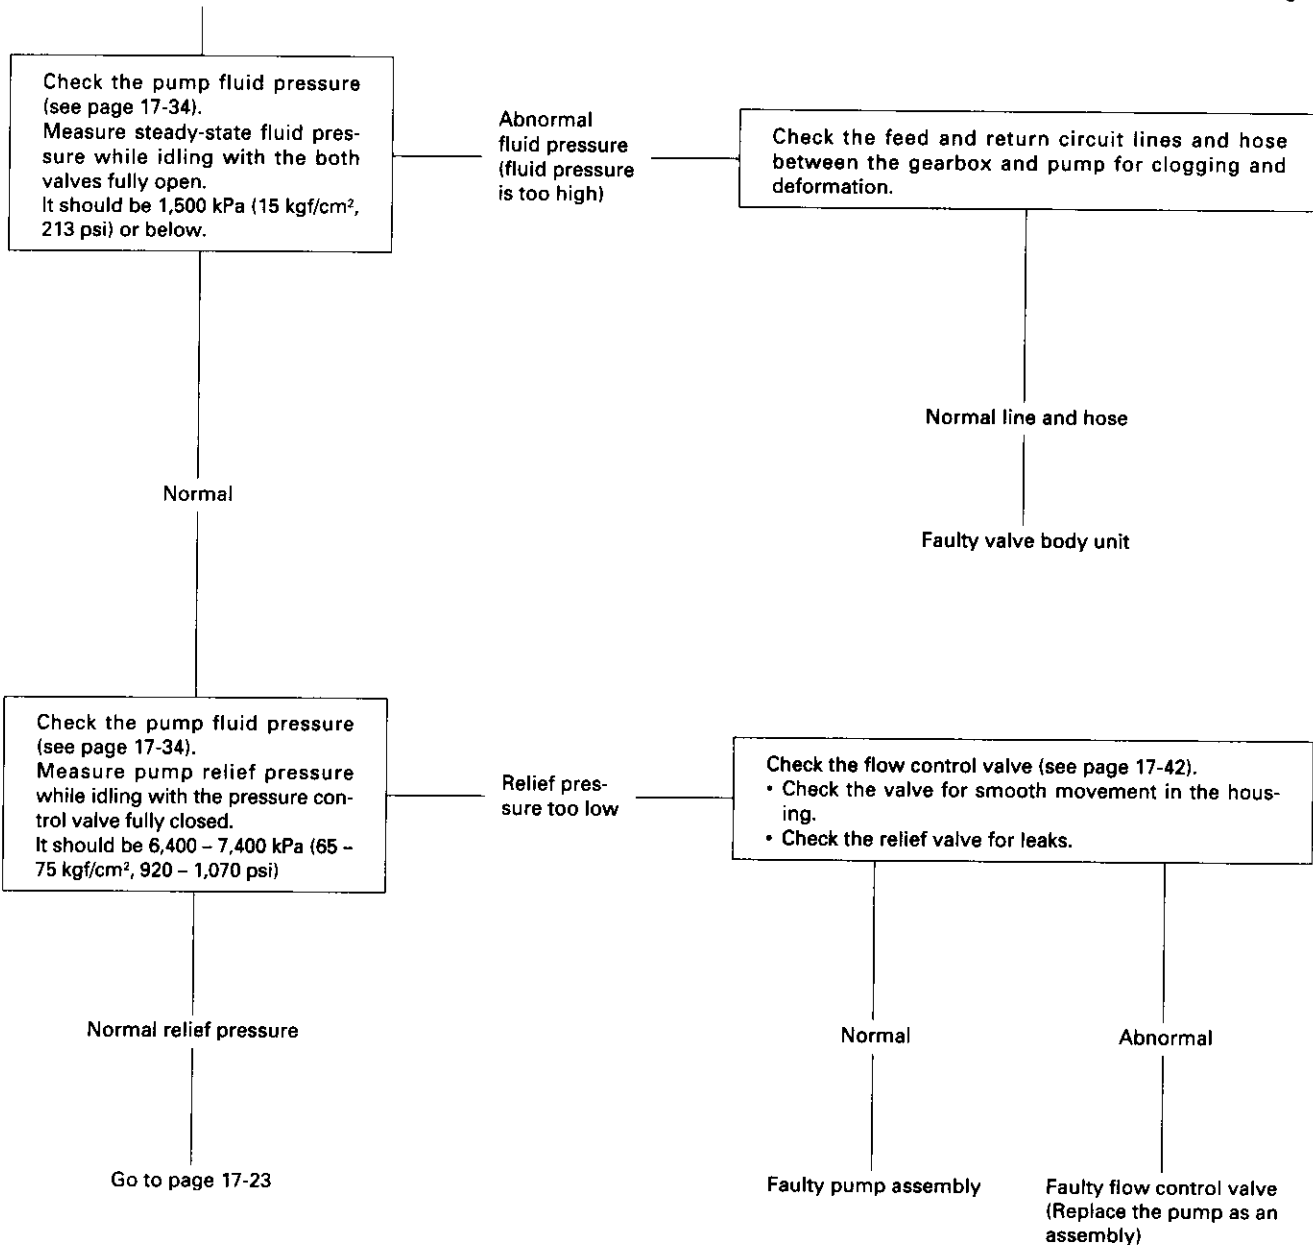 Check the pump fluid pressure
(see page 17-34).
Measure steady-state fluid pres-
sure while idling with the both
valves fully open.
It should be 1,500 kPa (15 kgf/cm²,
213 psi) or below.
Abnormal
fluid pressure
(fluid pressure
is too high)
Check the feed and return circuit lines and hose
between the gearbox and pump for clogging and
deformation.
Normal line and hose
Faulty valve body unit
Normal
Check the pump fluid pressure
(see page 17-34).
Measure pump relief pressure
while idling with the pressure con-
trol valve fully closed.
It should be 6,400 – 7,400 kPa (65 –
75 kgf/cm², 920 – 1,070 psi)
Relief pres-
sure too low
Check the flow control valve (see page 17-42).
• Check the valve for smooth movement in the hous-
ing.
• Check the relief valve for leaks.
Normal relief pressure
Normal
Abnormal
Go to page 17-23
Faulty pump assembly
Faulty flow control valve
(Replace the pump as an
assembly)